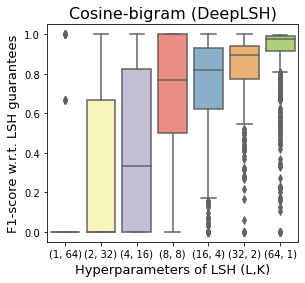 Cosine-bigram (DeepLSH)
F1-score w.r.t. LSH guarantees
1.0
0.8
0.6
0.4
0.2
0.0
(1, 64) (2, 32) (4, 16) (8, 8) (16, 4) (32, 2) (64, 1)
Hyperparameters of LSH (L,K)